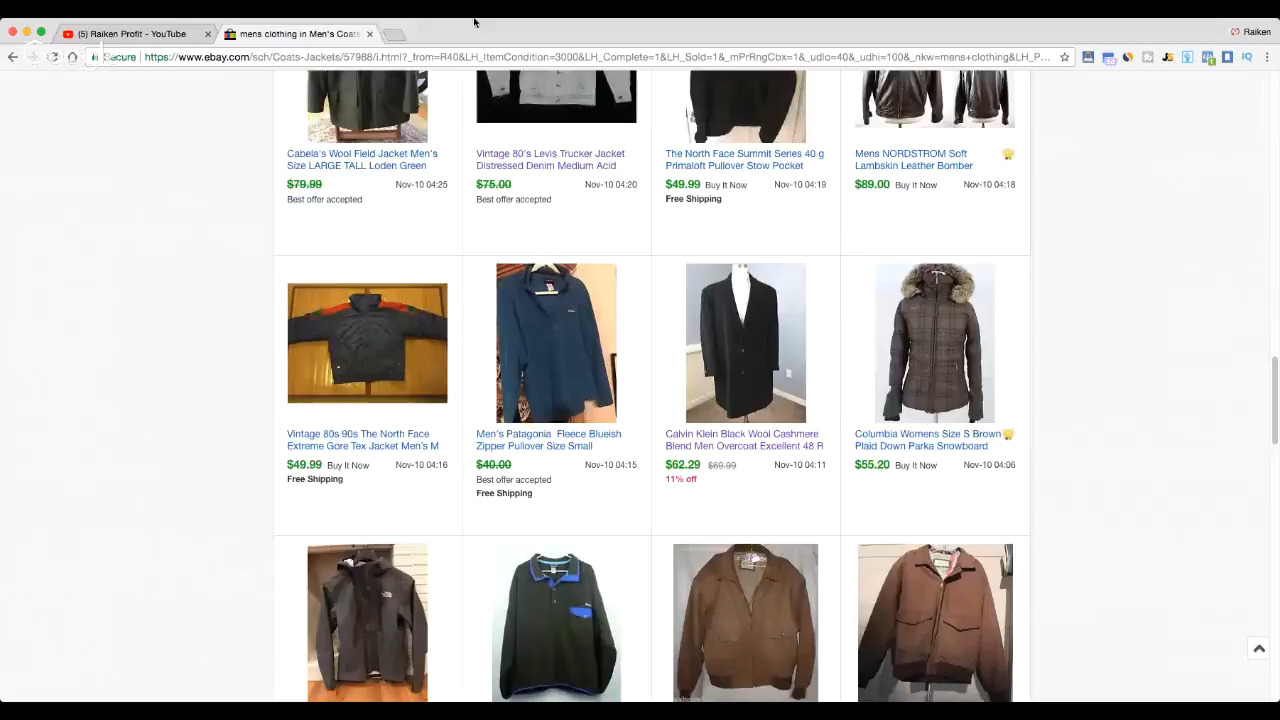 (5) Raiken Profit - YouTube
mens clothing in Men's Coats
Raiken
Secure
https://www.ebay.com/sch/Coats-Jackets/57988/i.html?_from=R40&LH_ItemCondition=3000&LH_Complete=1&LH_Sold=1&_mPrRngCbx=1&_udlo=40&_udhi=100&_nkw=mens+clothing&LH_P...
Cabela's Wool Field Jacket Men's
Size LARGE TALL Loden Green
$79.99 Nov-10 04:25
Best offer accepted
Vintage 80's Levis Trucker Jacket
Distressed Denim Medium Acid
$75.00 Nov-10 04:20
Best offer accepted
The North Face Summit Series 40 g
Primaloft Pullover Stow Pocket
$49.99 Buy It Now Nov-10 04:19
Free Shipping
Mens NORDSTROM Soft
Lambskin Leather Bomber
$89.00 Buy It Now Nov-10 04:18
Vintage 80s 90s The North Face
Extreme Gore Tex Jacket Men's M
$49.99 Buy It Now Nov-10 04:16
Free Shipping
Men's Patagonia Fleece Blueish
Zipper Pullover Size Small
$40.00 Nov-10 04:15
Best offer accepted
Free Shipping
Calvin Klein Black Wool Cashmere
Blend Men Overcoat Excellent 48 R
$62.29 $69.99 Nov-10 04:11
11% off
Columbia Womens Size S Brown
Plaid Down Parka Snowboard
$55.20 Buy It Now Nov-10 04:06